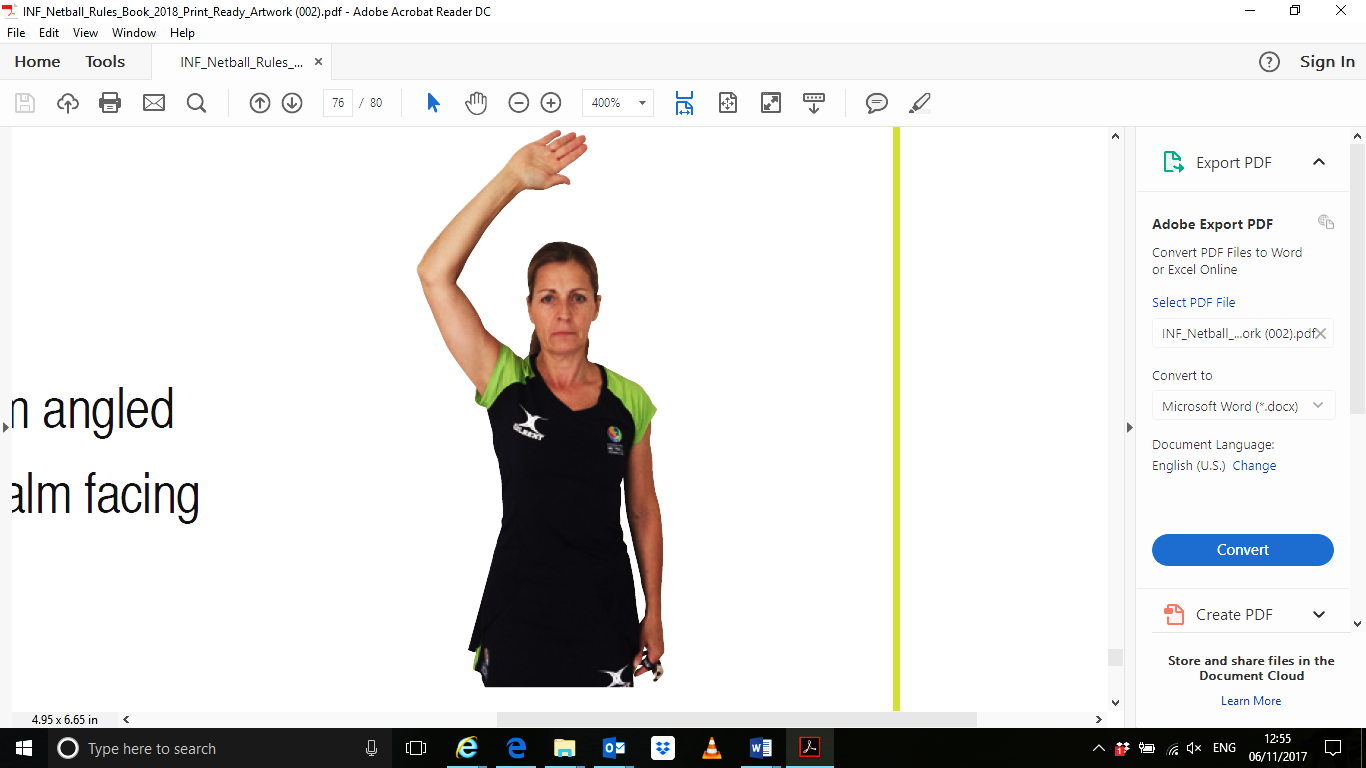 INF_Netball_Rules_Book_2018_Print_Ready_Artwork (002).pdf - Adobe Acrobat Reader DC
File Edit View Window Help
Home Tools INF_Netball_Rules_... × Sign In
76 / 80 400%
m angled
alm facing
GILBERT
4.95 x 6.65 in
Export PDF
Adobe Export PDF
Convert PDF Files to Word
or Excel Online
Select PDF File
INF_Netball_...ork (002).pdf
Convert to
Microsoft Word (*.docx)
Document Language:
English (U.S.) Change
Convert
Create PDF
Store and share files in the
Document Cloud
Learn More
Type here to search
ENG
12:55
06/11/2017